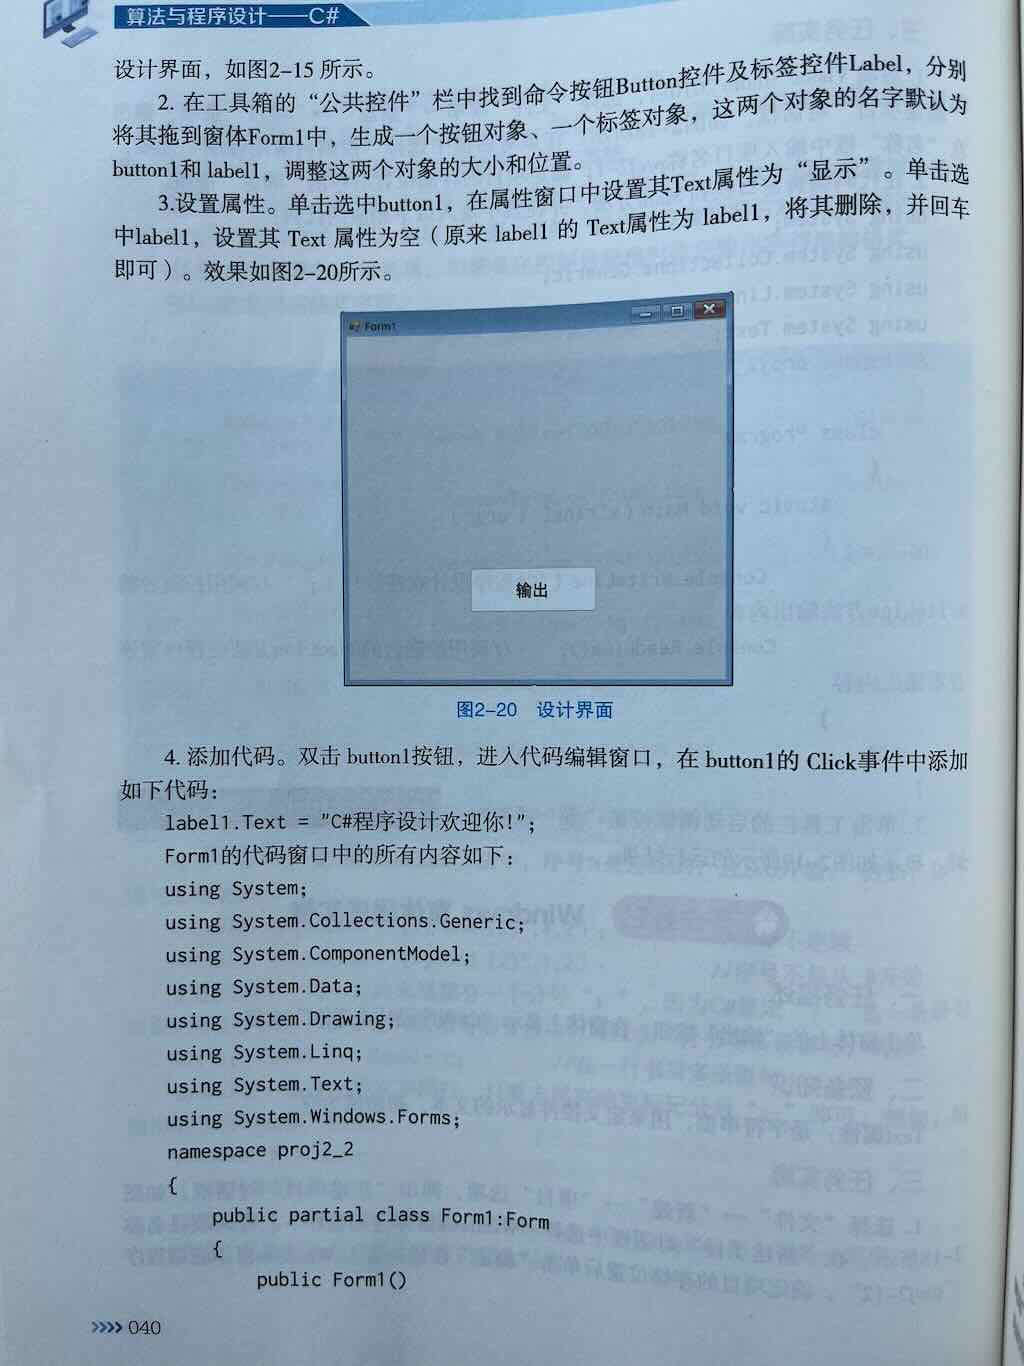 算法与程序设计——C#
设计界面，如图2-15 所示。
2. 在工具箱的“公共控件”栏中找到命令按钮Button控件及标签控件Label，分别
将其拖到窗体Form1中，生成一个按钮对象、一个标签对象，这两个对象的名字默认为
button1和 label1，调整这两个对象的大小和位置。
3.设置属性。单击选中button1，在属性窗口中设置其Text属性为“显示”。单击选
中label1，设置其 Text 属性为空（原来 label1 的 Text属性为 label1，将其删除，并回车
即可）。效果如图2-20所示。
Form1
输出
图2-20 设计界面
4. 添加代码。双击 button1按钮，进入代码编辑窗口，在 button1的 Click事件中添加
如下代码：
label1.Text = "C#程序设计欢迎你!";
Form1的代码窗口中的所有内容如下：
using System;
using System.Collections.Generic;
using System.ComponentModel;
using System.Data;
using System.Drawing;
using System.Linq;
using System.Text;
using System.Windows.Forms;
namespace proj2_2
{
public partial class Form1:Form
{
public Form1()
>>>> 040